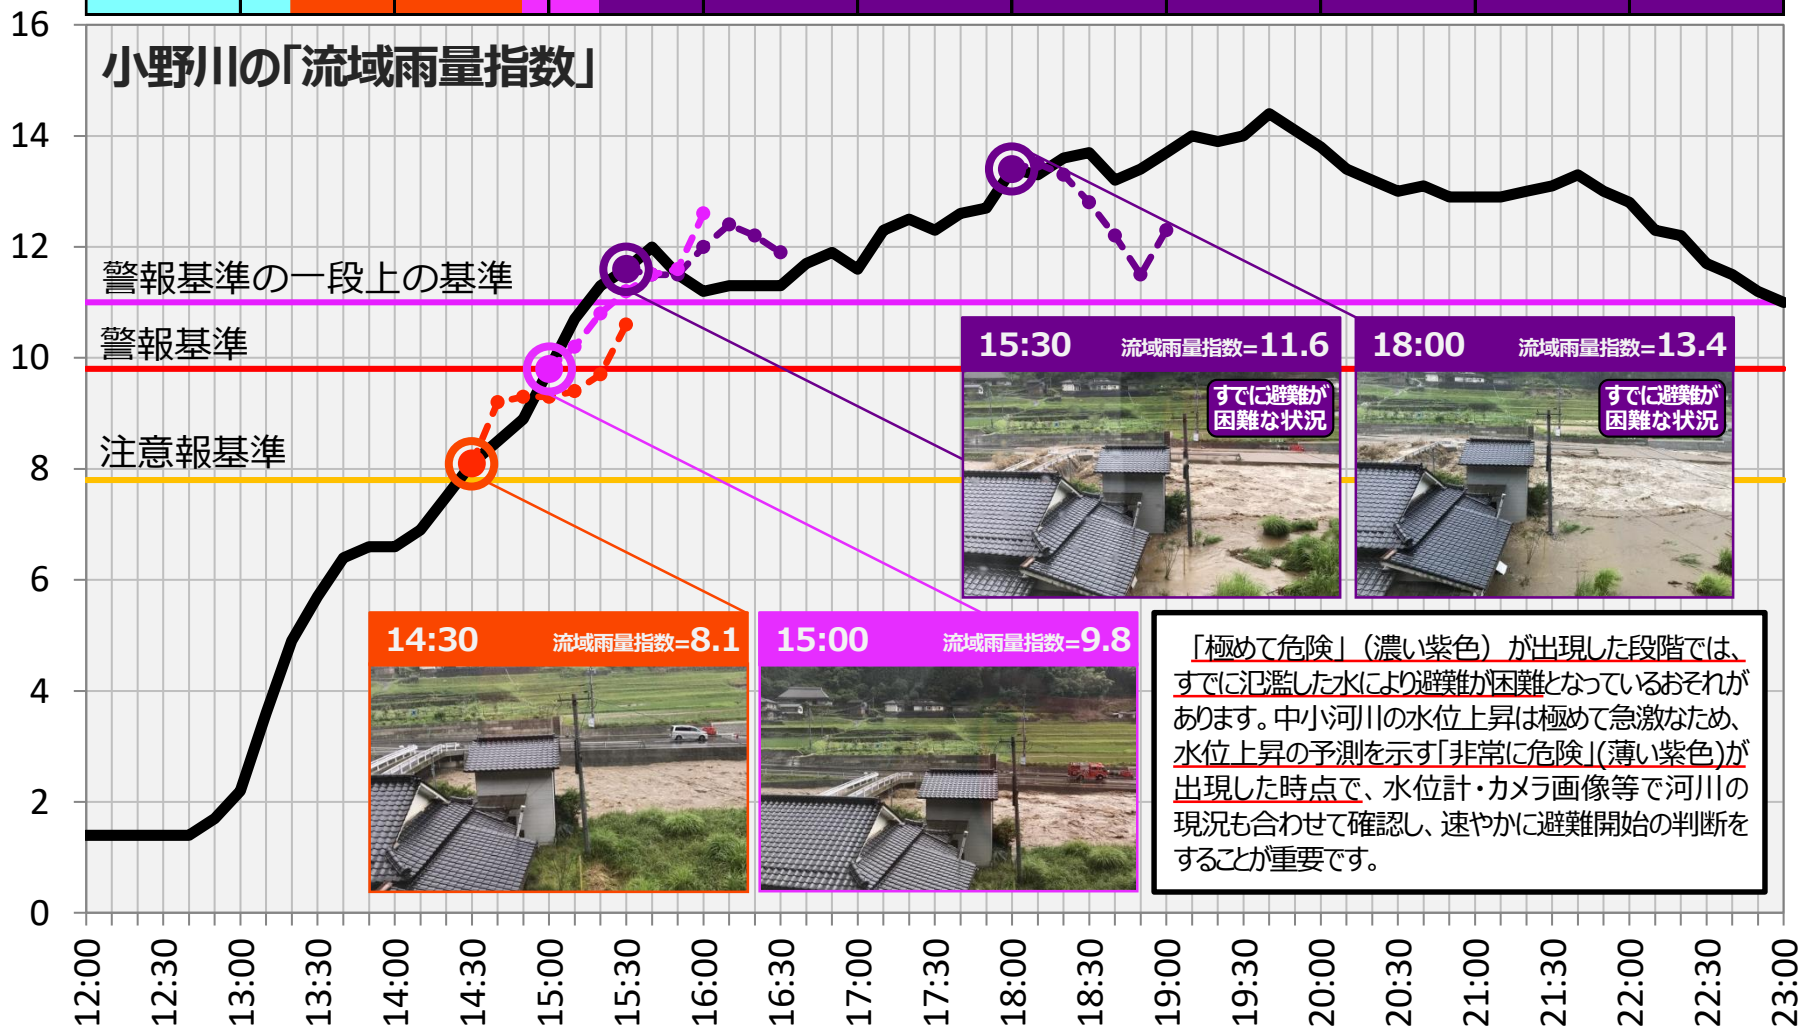 小野川の「流域雨量指数」
16
14
12
10
8
6
4
2
0
警報基準の一段上の基準
警報基準
注意報基準
15:30 流域雨量指数=11.6
すでに避難が
困難な状況
18:00 流域雨量指数=13.4
すでに避難が
困難な状況
14:30 流域雨量指数=8.1
15:00 流域雨量指数=9.8
「極めて危険」（濃い紫色）が出現した段階では、
すでに氾濫した水により避難が困難となっているおそれが
あります。中小河川の水位上昇は極めて急激なため、
水位上昇の予測を示す「非常に危険」(薄い紫色)が
出現した時点で、水位計・カメラ画像等で河川の
現況も合わせて確認し、速やかに避難開始の判断を
することが重要です。
12:00
12:30
13:00
13:30
14:00
14:30
15:00
15:30
16:00
16:30
17:00
17:30
18:00
18:30
19:00
19:30
20:00
20:30
21:00
21:30
22:00
22:30
23:00